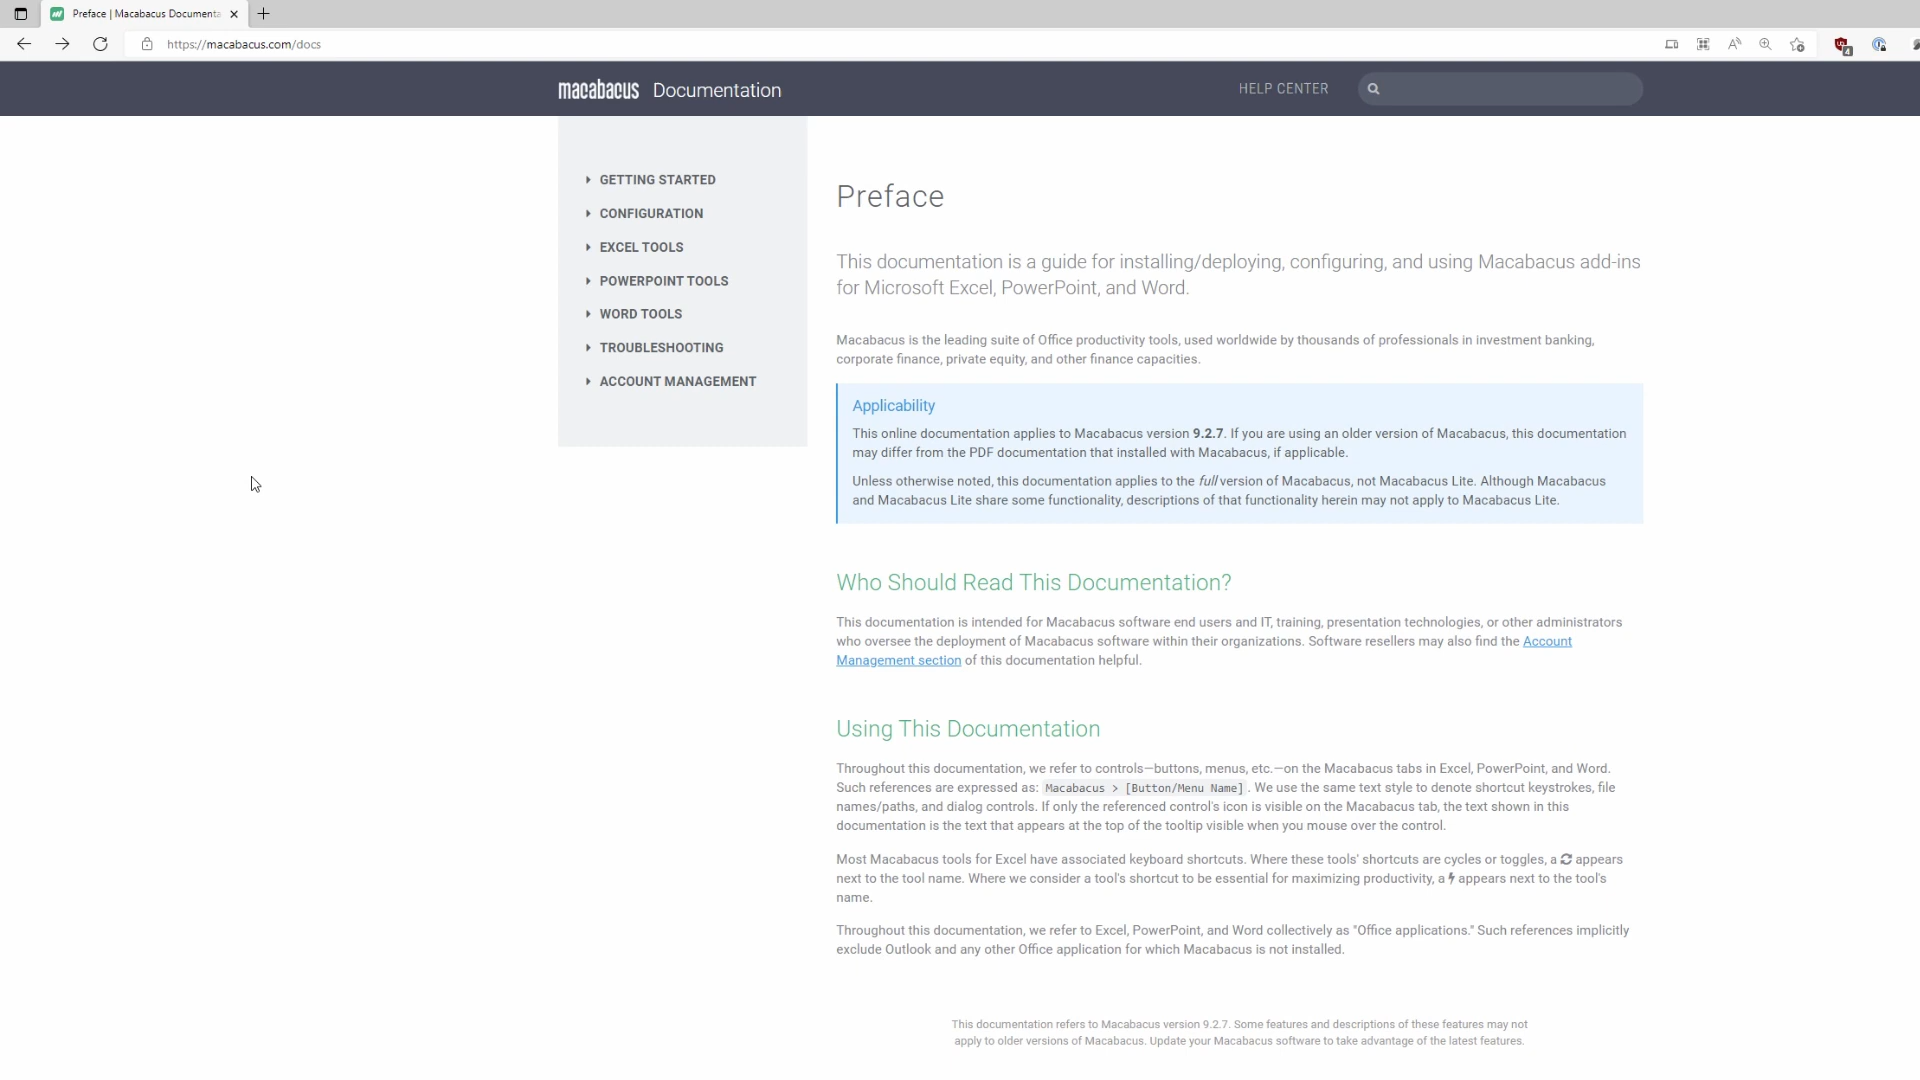 Preface | Macabacus Documenta
https://macabacus.com/docs
macabacus Documentation
HELP CENTER
GETTING STARTED
CONFIGURATION
EXCEL TOOLS
POWERPOINT TOOLS
WORD TOOLS
TROUBLESHOOTING
ACCOUNT MANAGEMENT
Preface
This documentation is a guide for installing/deploying, configuring, and using Macabacus add-ins
for Microsoft Excel, PowerPoint, and Word.
Macabacus is the leading suite of Office productivity tools, used worldwide by thousands of professionals in investment banking,
corporate finance, private equity, and other finance capacities.
Applicability
This online documentation applies to Macabacus version 9.2.7. If you are using an older version of Macabacus, this documentation
may differ from the PDF documentation that installed with Macabacus, if applicable.
Unless otherwise noted, this documentation applies to the full version of Macabacus, not Macabacus Lite. Although Macabacus
and Macabacus Lite share some functionality, descriptions of that functionality herein may not apply to Macabacus Lite.
Who Should Read This Documentation?
This documentation is intended for Macabacus software end users and IT, training, presentation technologies, or other administrators
who oversee the deployment of Macabacus software within their organizations. Software resellers may also find the Account
Management section of this documentation helpful.
Using This Documentation
Throughout this documentation, we refer to controls—buttons, menus, etc.—on the Macabacus tabs in Excel, PowerPoint, and Word.
Such references are expressed as: Macabacus > [Button/Menu Name]. We use the same text style to denote shortcut keystrokes, file
names/paths, and dialog controls. If only the referenced control's icon is visible on the Macabacus tab, the text shown in this
documentation is the text that appears at the top of the tooltip visible when you mouse over the control.
Most Macabacus tools for Excel have associated keyboard shortcuts. Where these tools' shortcuts are cycles or toggles, a appears
next to the tool name. Where we consider a tool's shortcut to be essential for maximizing productivity, a appears next to the tool's
name.
Throughout this documentation, we refer to Excel, PowerPoint, and Word collectively as "Office applications." Such references implicitly
exclude Outlook and any other Office application for which Macabacus is not installed.
This documentation refers to Macabacus version 9.2.7. Some features and descriptions of these features may not
apply to older versions of Macabacus. Update your Macabacus software to take advantage of the latest features.